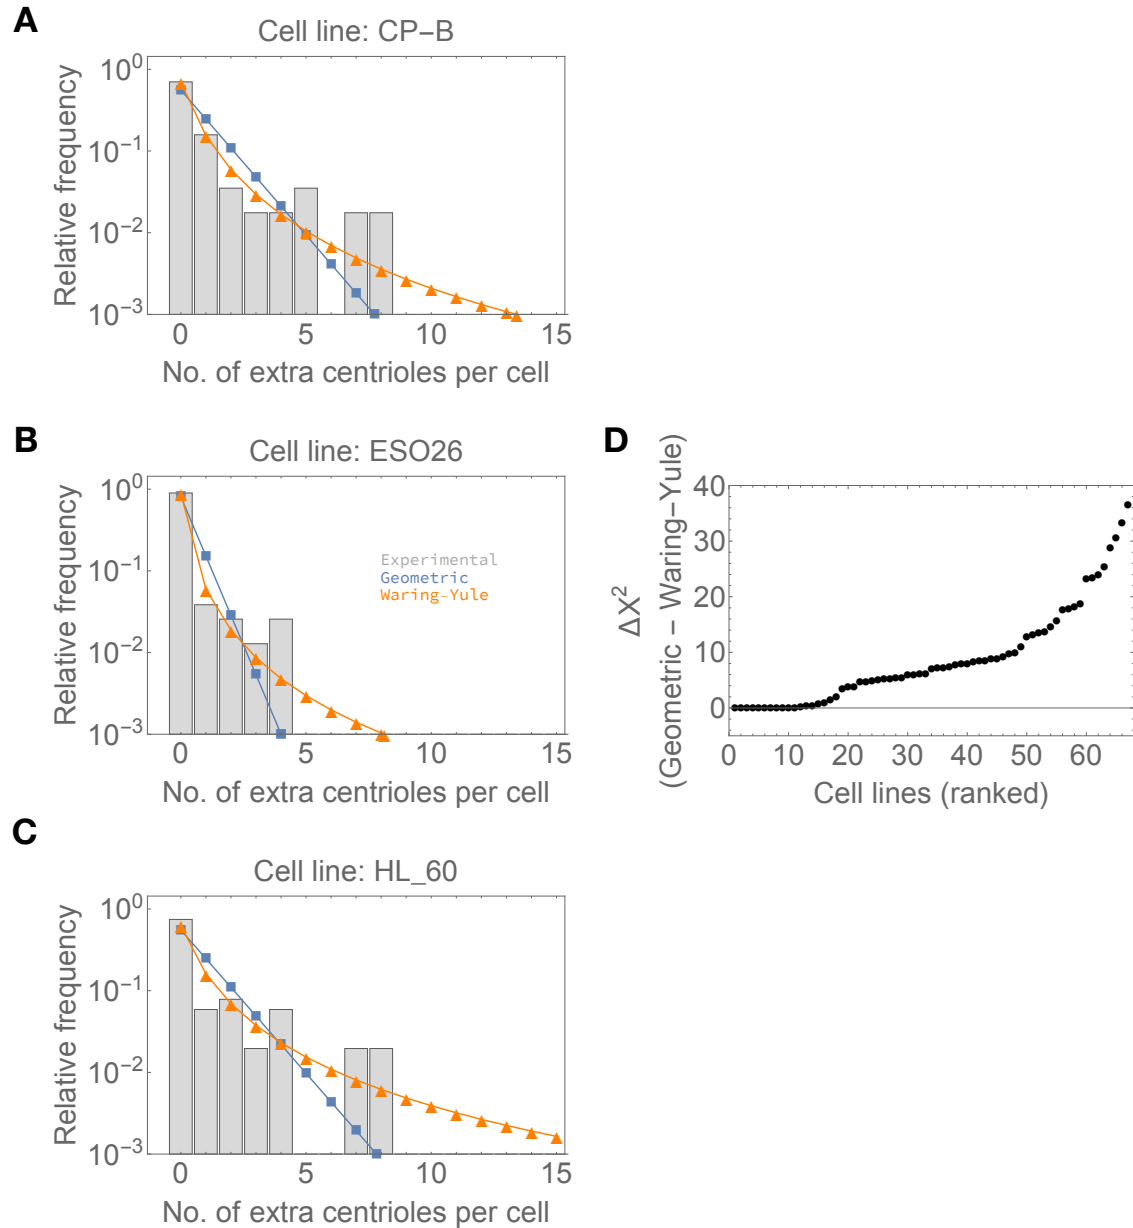 A
Cell line: CP–B
Relative frequency
10^0
10^-1
10^-2
10^-3
0 5 10 15
No. of extra centrioles per cell
B
Cell line: ESO26
Relative frequency
10^0
10^-1
10^-2
10^-3
Experimental
Geometric
Waring–Yule
0 5 10 15
No. of extra centrioles per cell
C
Cell line: HL_60
Relative frequency
10^0
10^-1
10^-2
10^-3
0 5 10 15
No. of extra centrioles per cell
D
ΔX^2
(Geometric – Waring–Yule)
40
30
20
10
0
0 10 20 30 40 50 60
Cell lines (ranked)